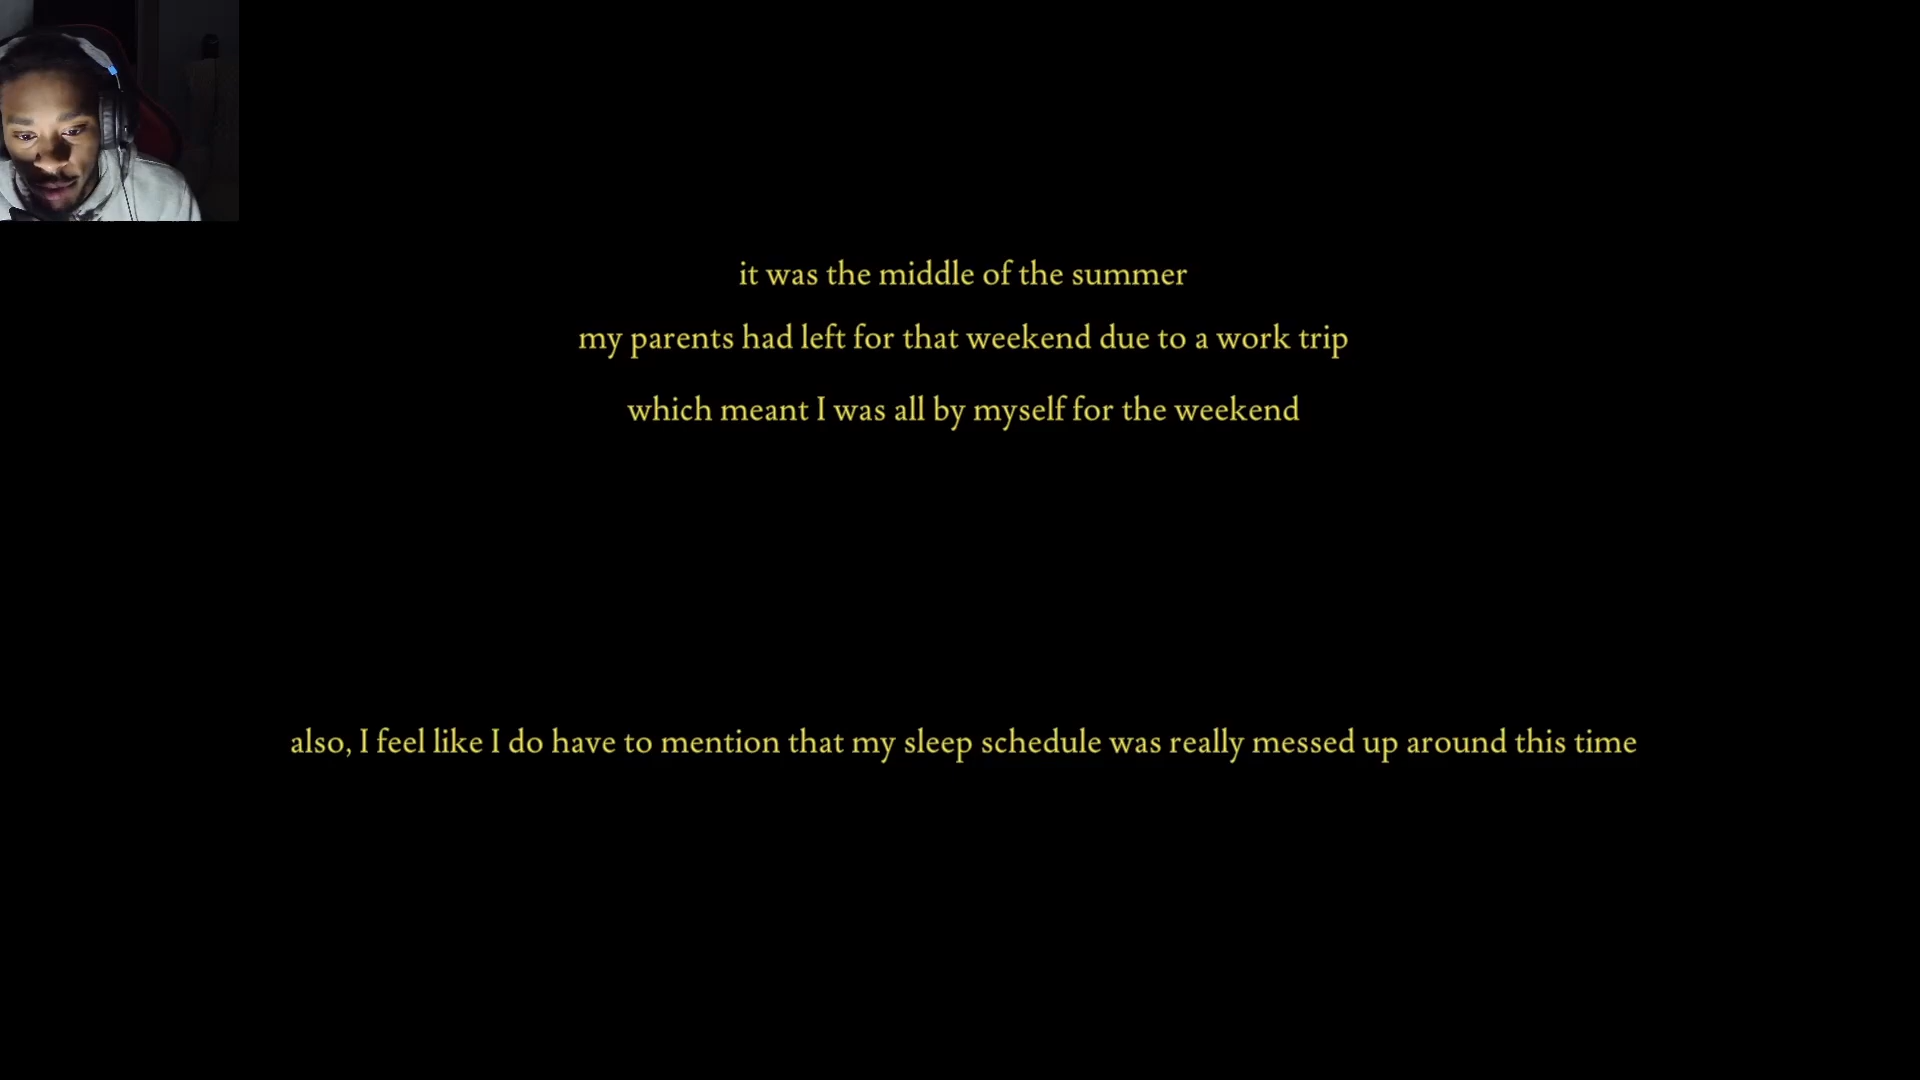 it was the middle of the summer
my parents had left for that weekend due to a work trip
which meant I was all by myself for the weekend
also, I feel like I do have to mention that my sleep schedule was really messed up around this time